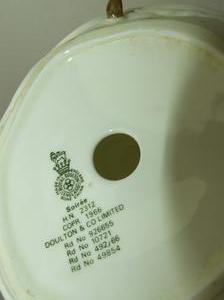 Soirée
H.N. 2312
COPR. 1966
DOULTON & CO LIMITED
Rd No 926655
Rd No 10721
Rd No 492/66
Rd No 49854